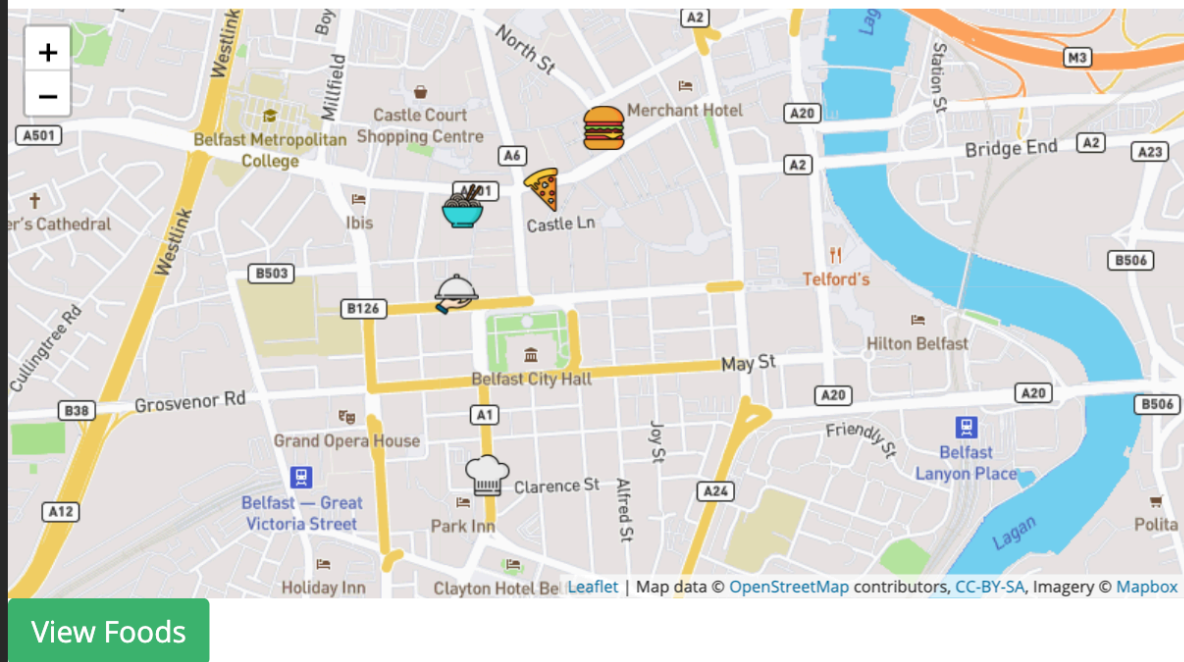 Westlink
Boy
Millfield
North St
A2
Lag
Station St
M3
+
−
Castle Court
Shopping Centre
Merchant Hotel
A20
A501
Belfast Metropolitan
College
A6
A2
Bridge End
A2
A23
er's Cathedral
Westlink
Ibis
Castle Ln
B503
Telford's
B506
B126
Cullingtree Rd
Hilton Belfast
May St
Belfast City Hall
B38
Grosvenor Rd
A1
A20
A20
B506
Grand Opera House
Joy St
Friendly St
Belfast
Lanyon Place
Belfast — Great
Victoria Street
A12
Park Inn
Clarence St
Alfred St
A24
Lagan
Polita
Holiday Inn
Clayton Hotel Be
Leaflet | Map data © OpenStreetMap contributors, CC-BY-SA, Imagery © Mapbox
View Foods